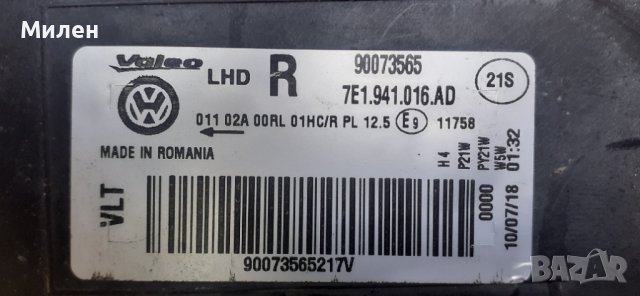 Милен
Valeo
LHD R 90073565
7E1.941.016.AD
21S
011 02A 00RL 01HC/R PL 12.5 E9 11758
MADE IN ROMANIA
H4
P21W
PY21W
W5W
VLT
0000
10/07/18
01:32
90073565217V
BAZAR